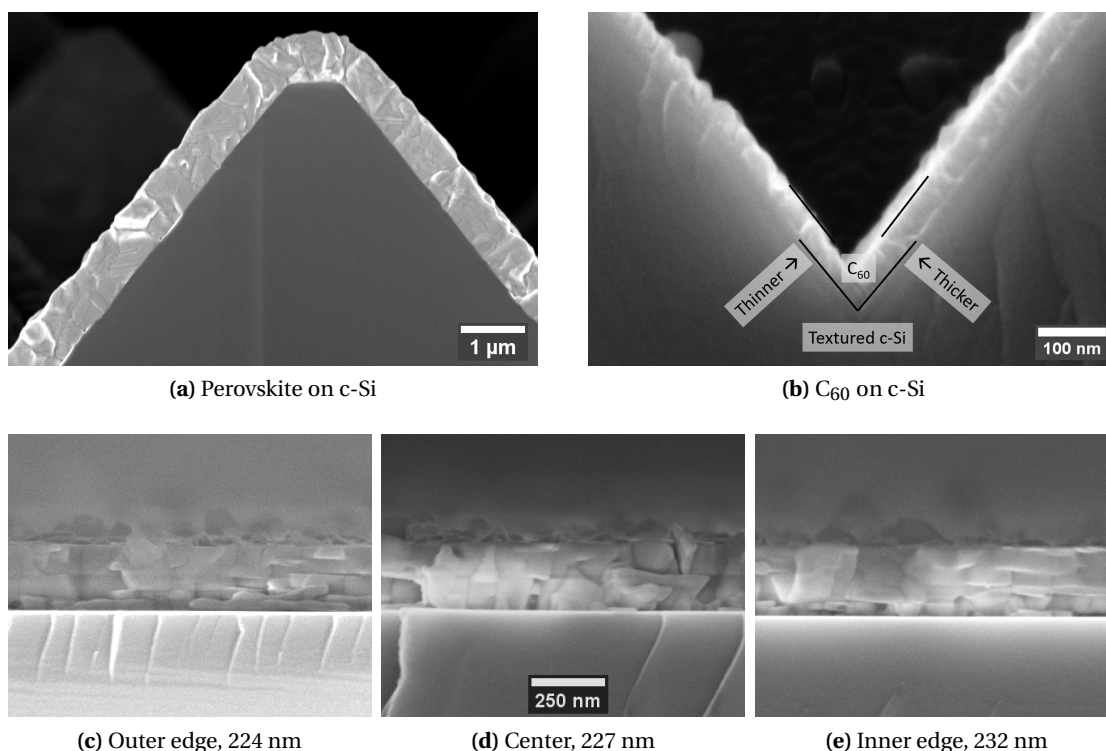 1 µm
C60
Thinner →
← Thicker
Textured c-Si
100 nm
(a) Perovskite on c-Si
(b) C60 on c-Si
250 nm
(c) Outer edge, 224 nm
(d) Center, 227 nm
(e) Inner edge, 232 nm